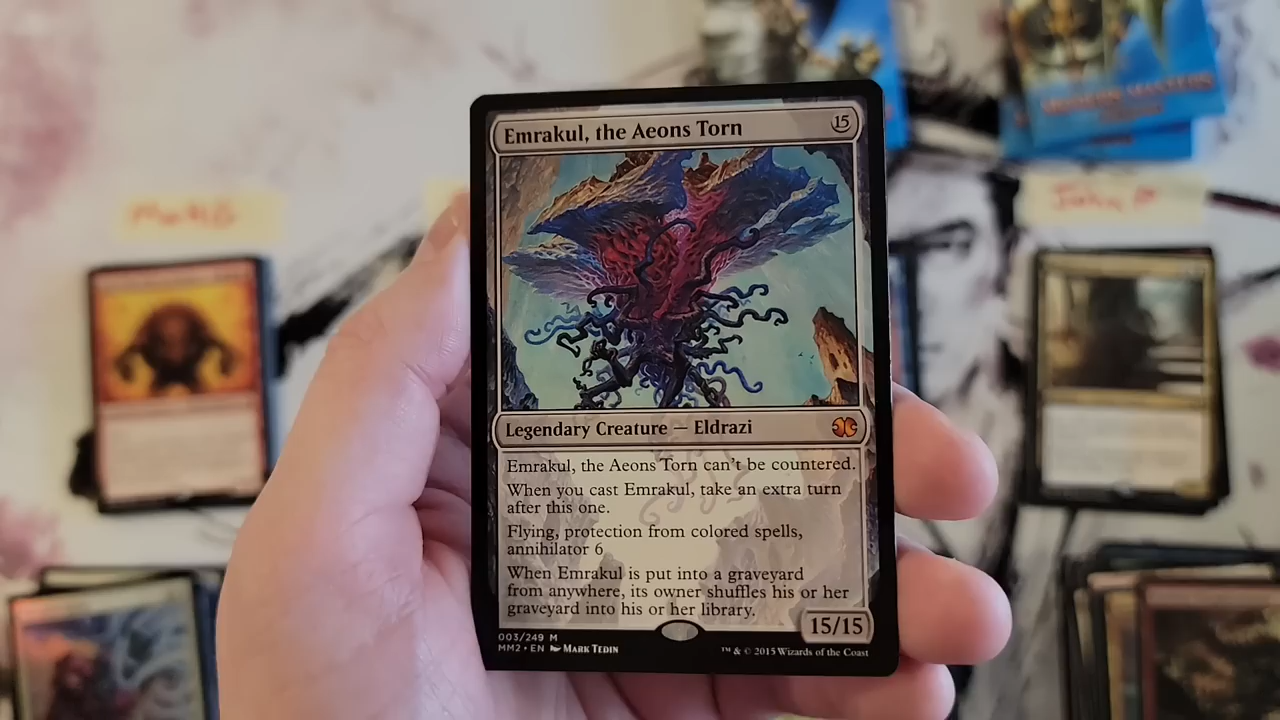 Emrakul, the Aeons Torn 15
Legendary Creature — Eldrazi
Emrakul, the Aeons Torn can't be countered.
When you cast Emrakul, take an extra turn
after this one.
Flying, protection from colored spells,
annihilator 6
When Emrakul is put into a graveyard
from anywhere, its owner shuffles his or her
graveyard into his or her library.
15/15
003/249 M
MM2 • EN Mark Tedin
™ & © 2015 Wizards of the Coast
John P